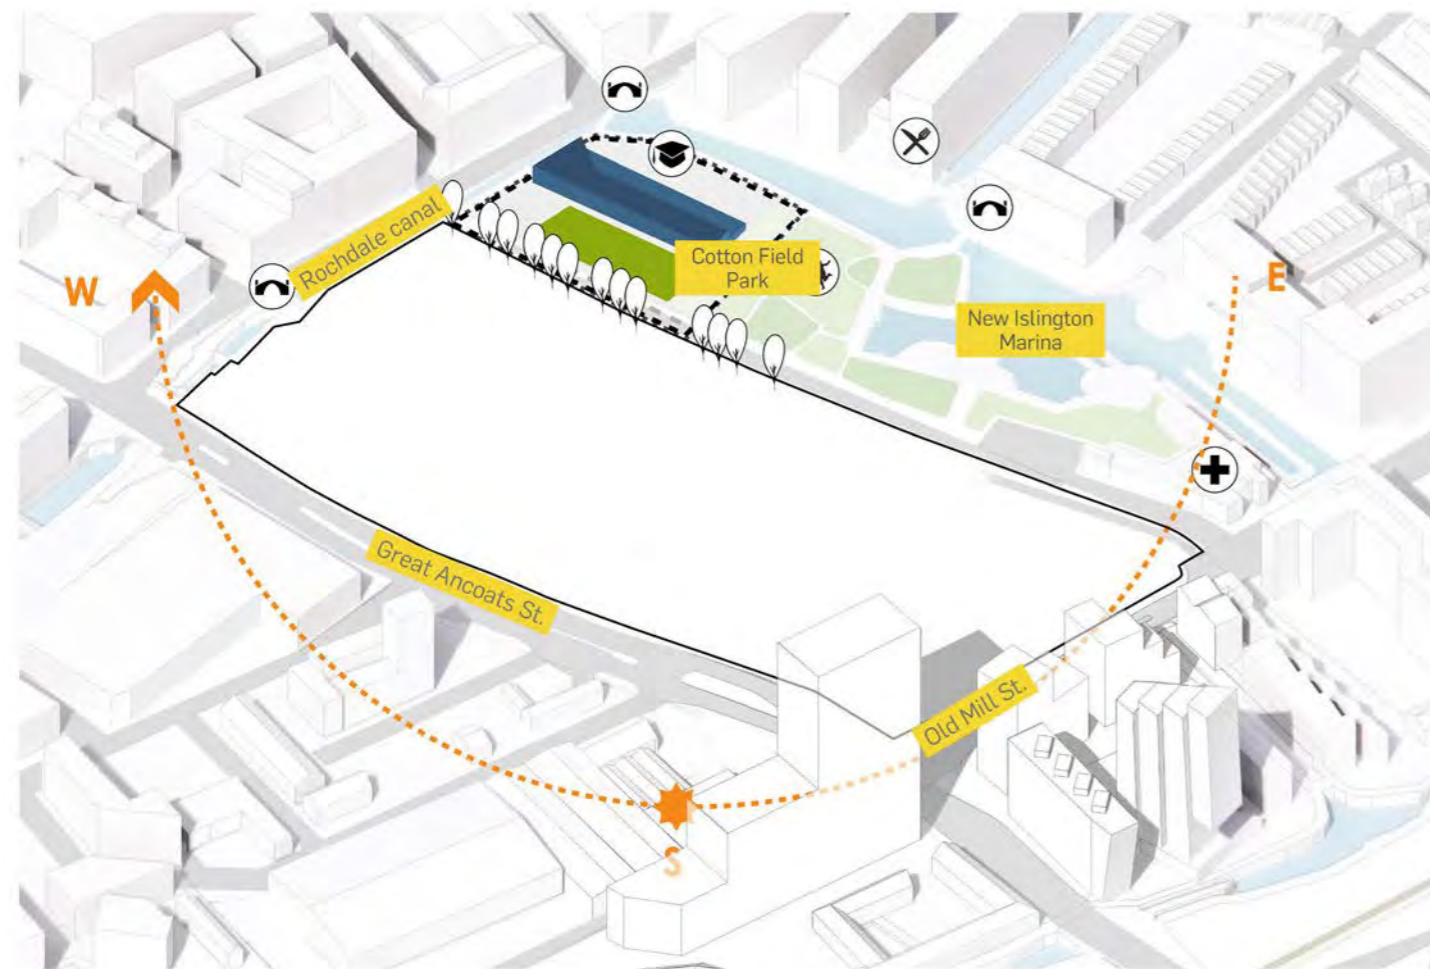 Rochdale canal
W
Cotton Field
Park
E
New Islington
Marina
Great Ancoats St.
Old Mill St.
S